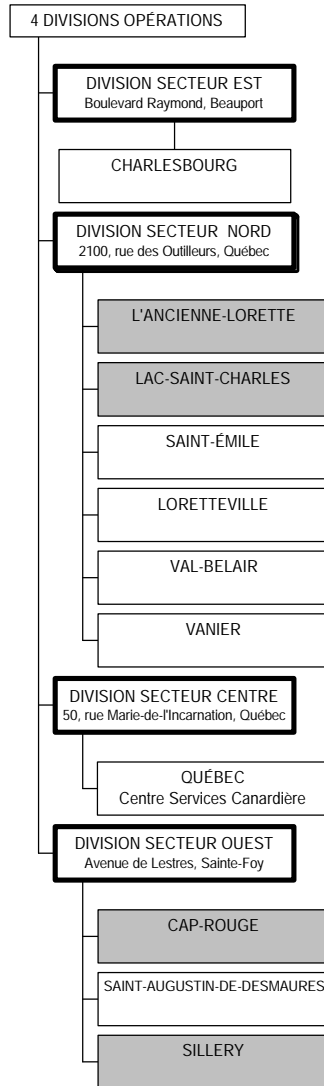 4 DIVISIONS OPÉRATIONS
DIVISION SECTEUR EST
Boulevard Raymond, Beauport
CHARLESBOURG
DIVISION SECTEUR NORD
2100, rue des Outilleurs, Québec
L'ANCIENNE-LORETTE
LAC-SAINT-CHARLES
SAINT-ÉMILE
LORETTEVILLE
VAL-BELAIR
VANIER
DIVISION SECTEUR CENTRE
50, rue Marie-de-l'Incarnation, Québec
QUÉBEC
Centre Services Canardière
DIVISION SECTEUR OUEST
Avenue de Lestres, Sainte-Foy
CAP-ROUGE
SAINT-AUGUSTIN-DE-DESMAURES
SILLERY